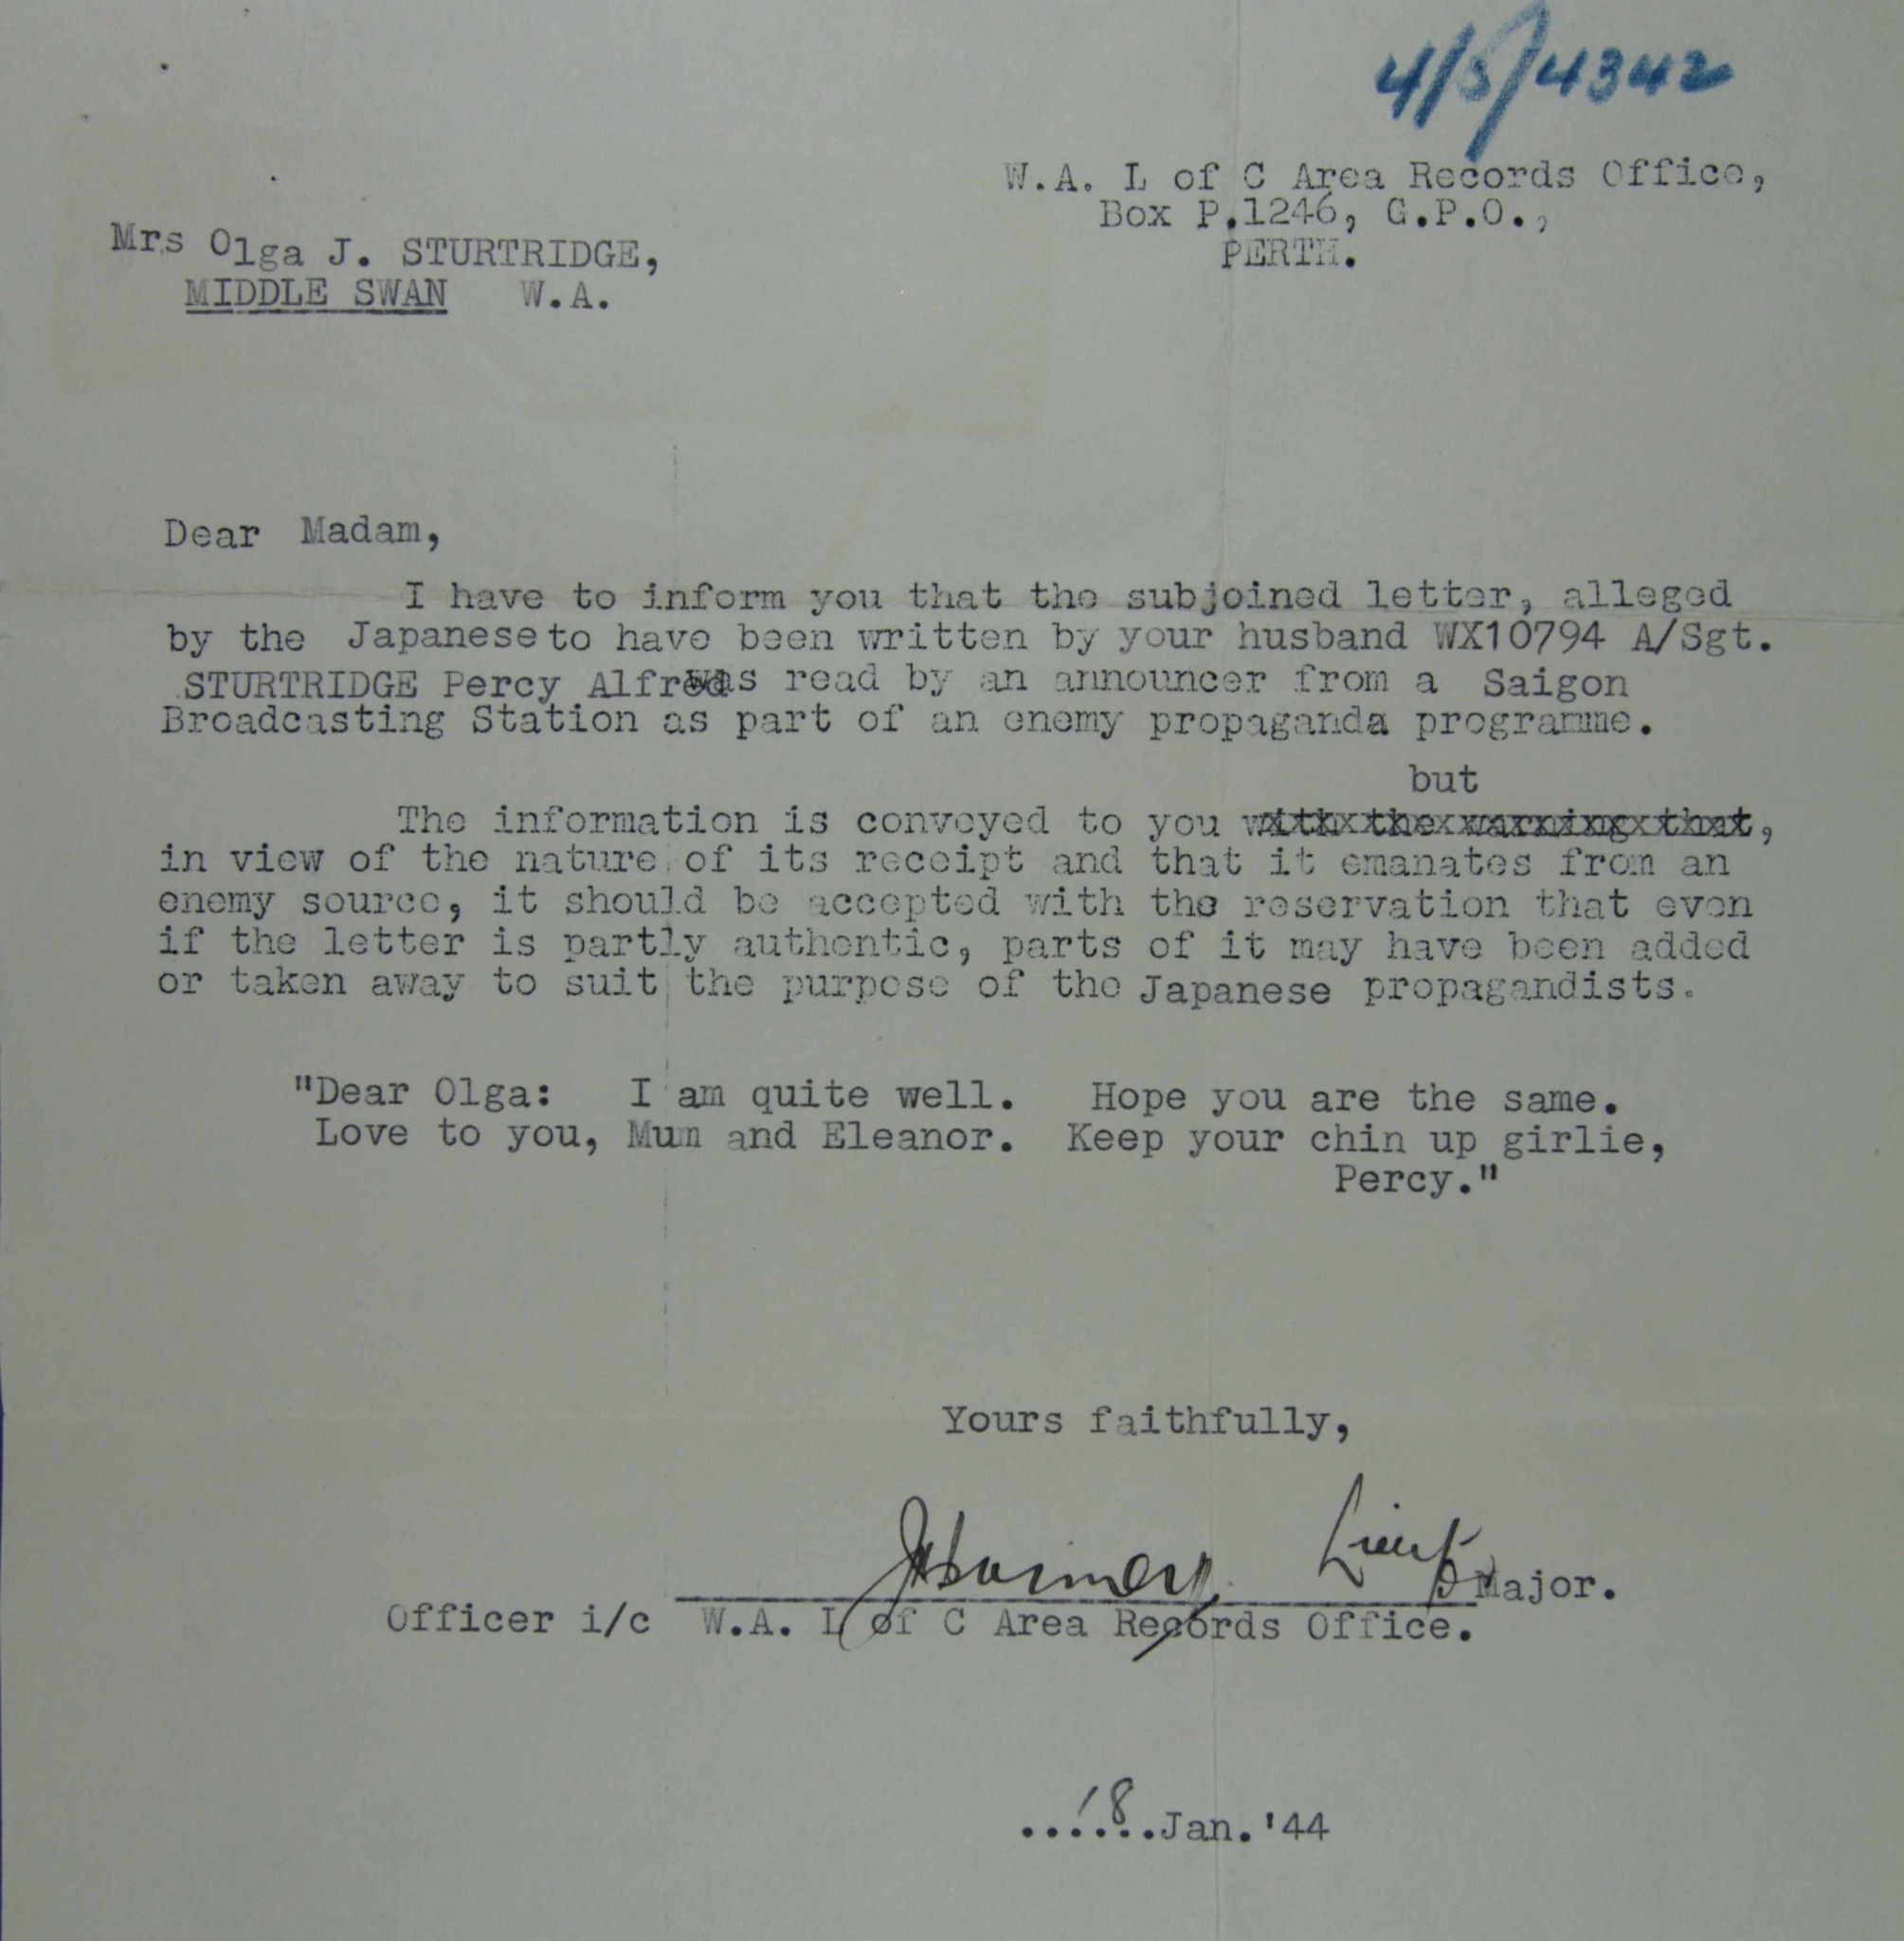 4/5/4342
W.A. L of C Area Records Office,
Box P.1246, G.P.O.,
PERTH.
Mrs Olga J. STURTRIDGE,
MIDDLE SWAN W.A.
Dear Madam,
I have to inform you that the subjoined letter, alleged
by the Japanese to have been written by your husband WX10794 A/Sgt.
STURTRIDGE Percy Alfred was read by an announcer from a Saigon
Broadcasting Station as part of an enemy propaganda programme.
but
The information is conveyed to you with the warning that,
in view of the nature of its receipt and that it emanates from an
enemy source, it should be accepted with the reservation that even
if the letter is partly authentic, parts of it may have been added
or taken away to suit the purpose of the Japanese propagandists.
"Dear Olga: I am quite well. Hope you are the same.
Love to you, Mum and Eleanor. Keep your chin up girlie,
Percy."
Yours faithfully,
Lieut
Major.
Officer i/c W.A. L of C Area Records Office.
...18...Jan.'44